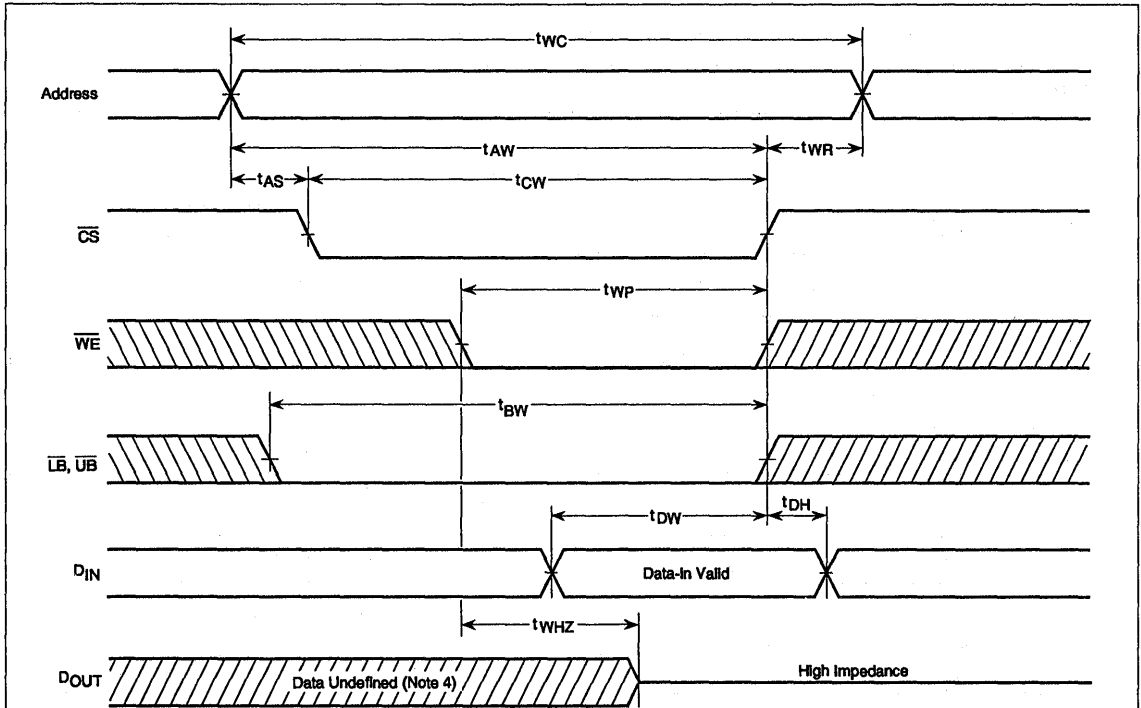 tWC
Address
tAW
tWR
tAS
tCW
CS
tWP
WE
tBW
LB, UB
tDW
tDH
DIN
Data-In Valid
tWHZ
DOUT
Data Undefined (Note 4)
High Impedance